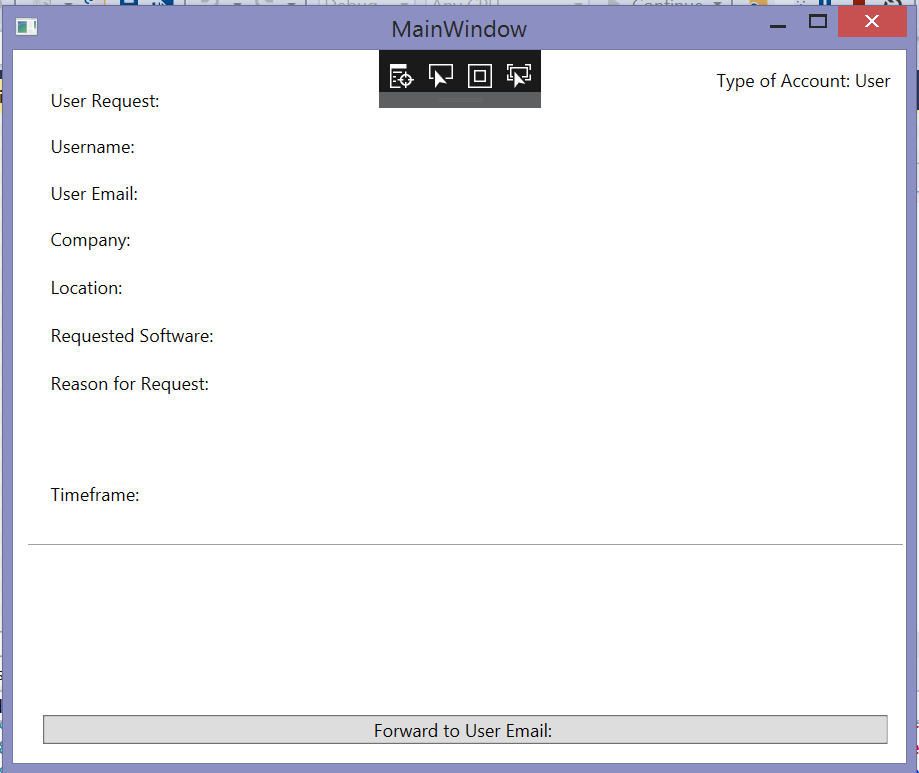 MainWindow
Type of Account: User
User Request:
Username:
User Email:
Company:
Location:
Requested Software:
Reason for Request:
Timeframe:
Forward to User Email: